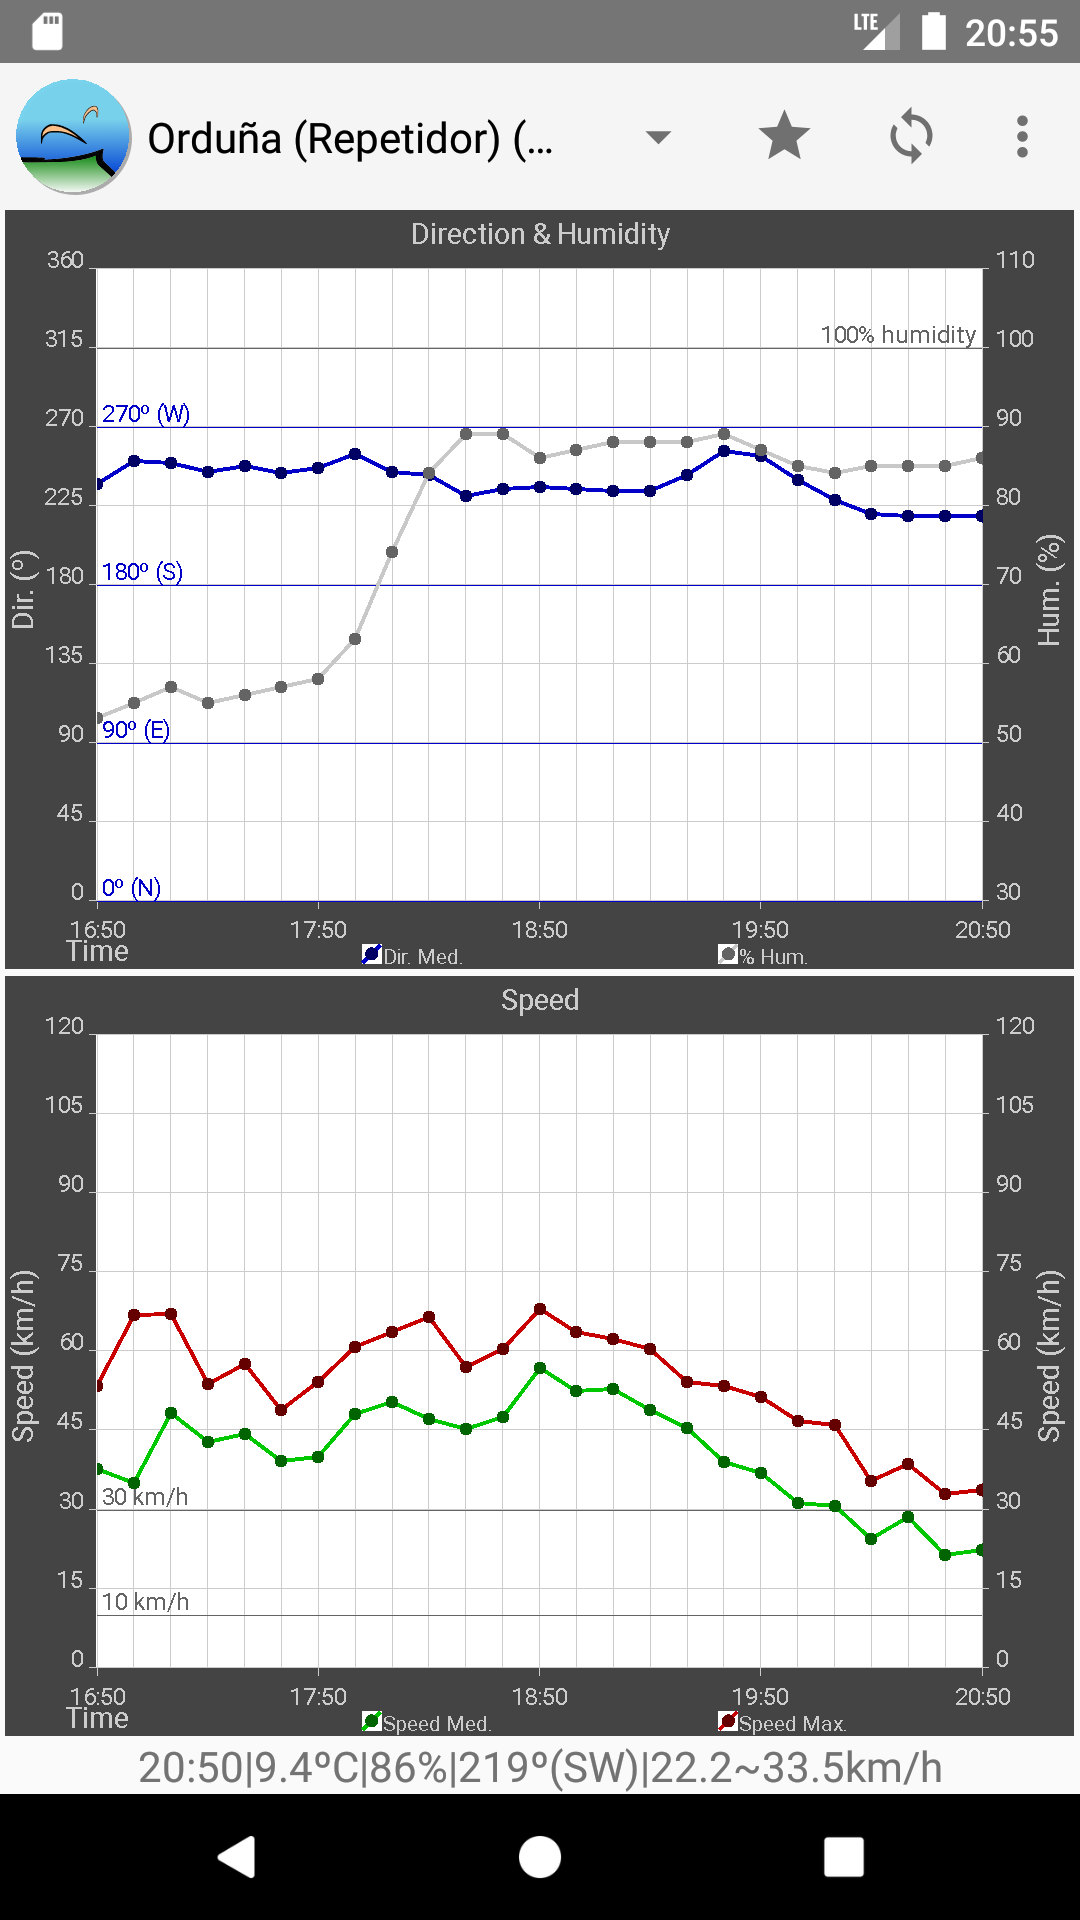 LTE 20:55
Orduña (Repetidor) (...
Direction & Humidity
360 110
315 100% humidity 100
270 270º (W) 90
225 80
180 180º (S) 70
135 60
90 90º (E) 50
45 40
0 0º (N) 30
Dir. (º)
Hum. (%)
16:50 17:50 18:50 19:50 20:50
Time Dir. Med. % Hum.
Speed
120 120
105 105
90 90
75 75
60 60
45 45
30 30 km/h 30
15 10 km/h 15
0 0
Speed (km/h)
Speed (km/h)
16:50 17:50 18:50 19:50 20:50
Time Speed Med. Speed Max.
20:50|9.4ºC|86%|219º(SW)|22.2~33.5km/h